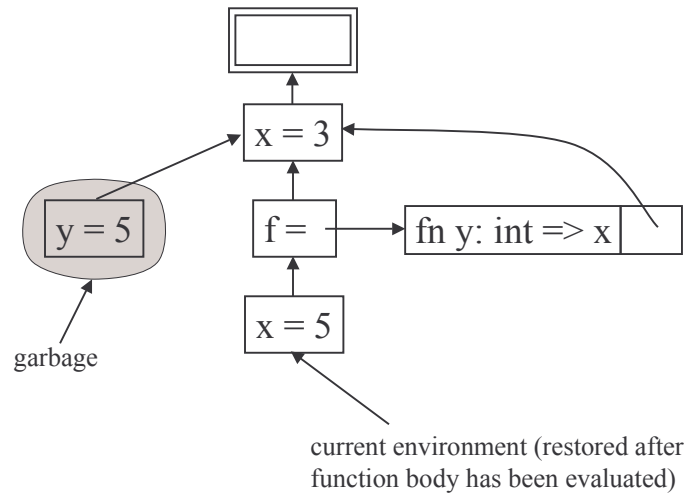 x = 3
y = 5
f =
fn y: int => x
x = 5
garbage
current environment (restored after
function body has been evaluated)